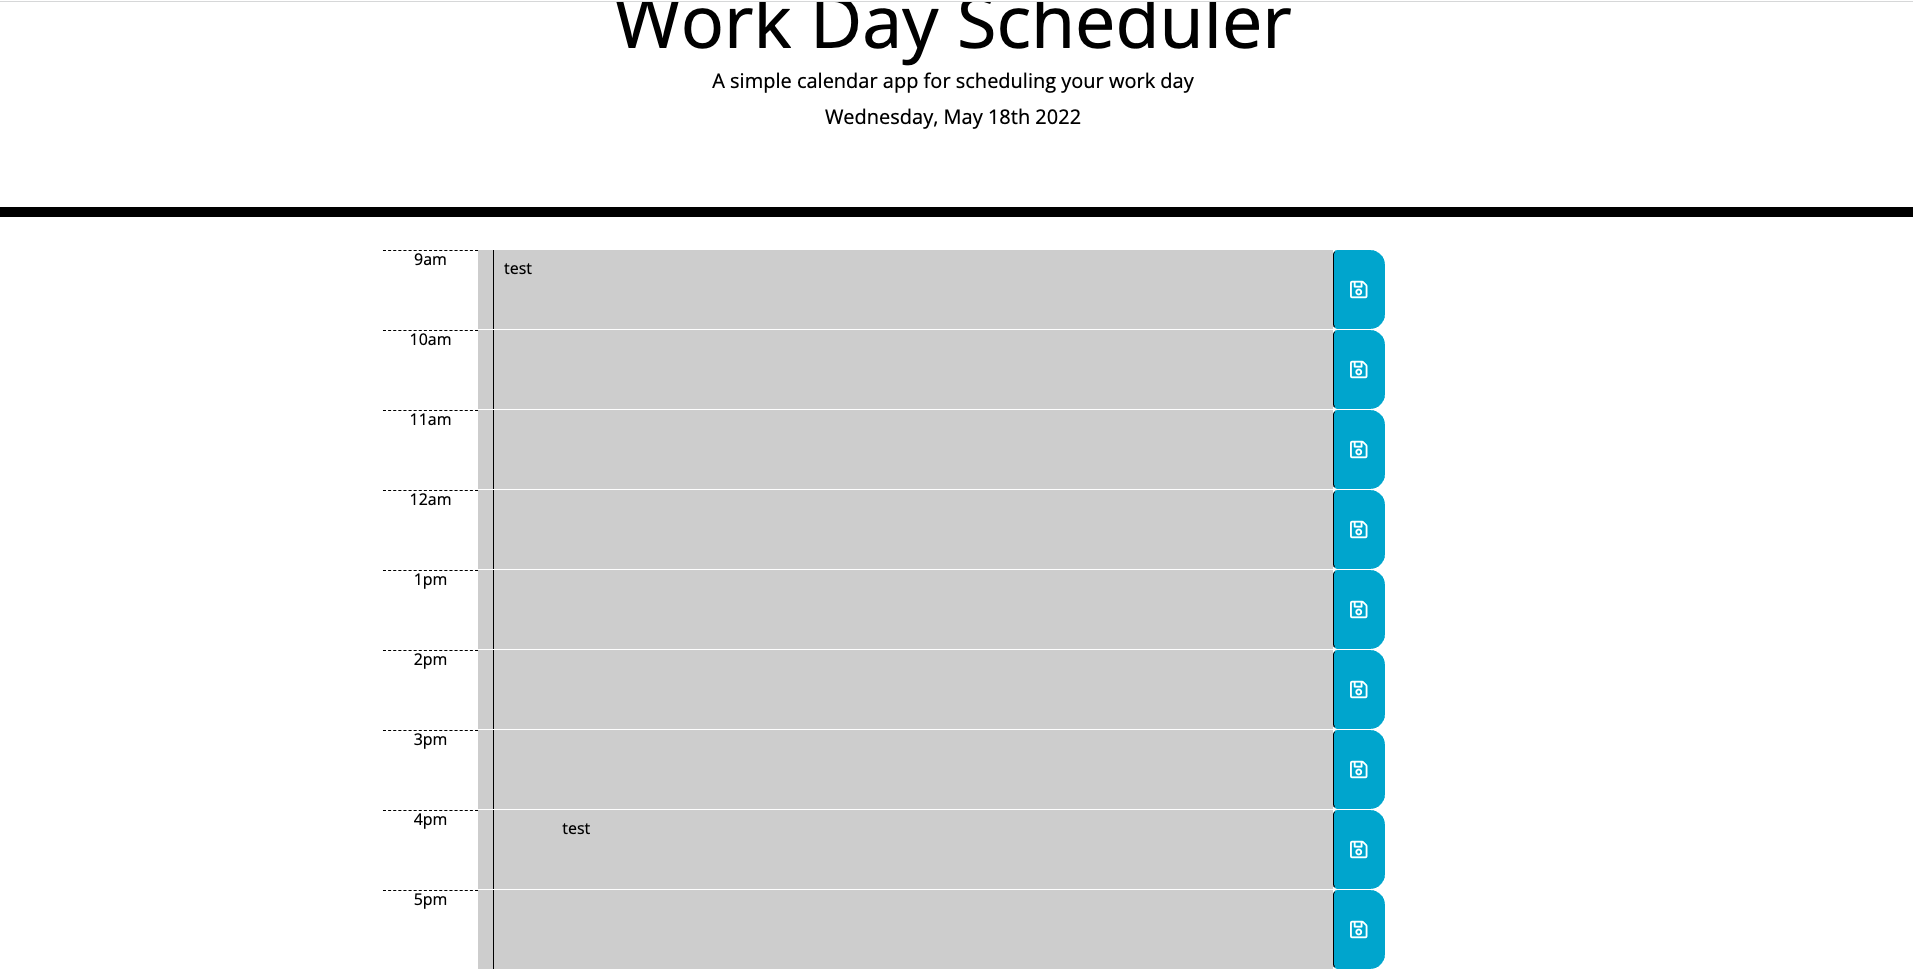 Work Day Scheduler
A simple calendar app for scheduling your work day
Wednesday, May 18th 2022
9am
test
10am
11am
12am
1pm
2pm
3pm
4pm
test
5pm